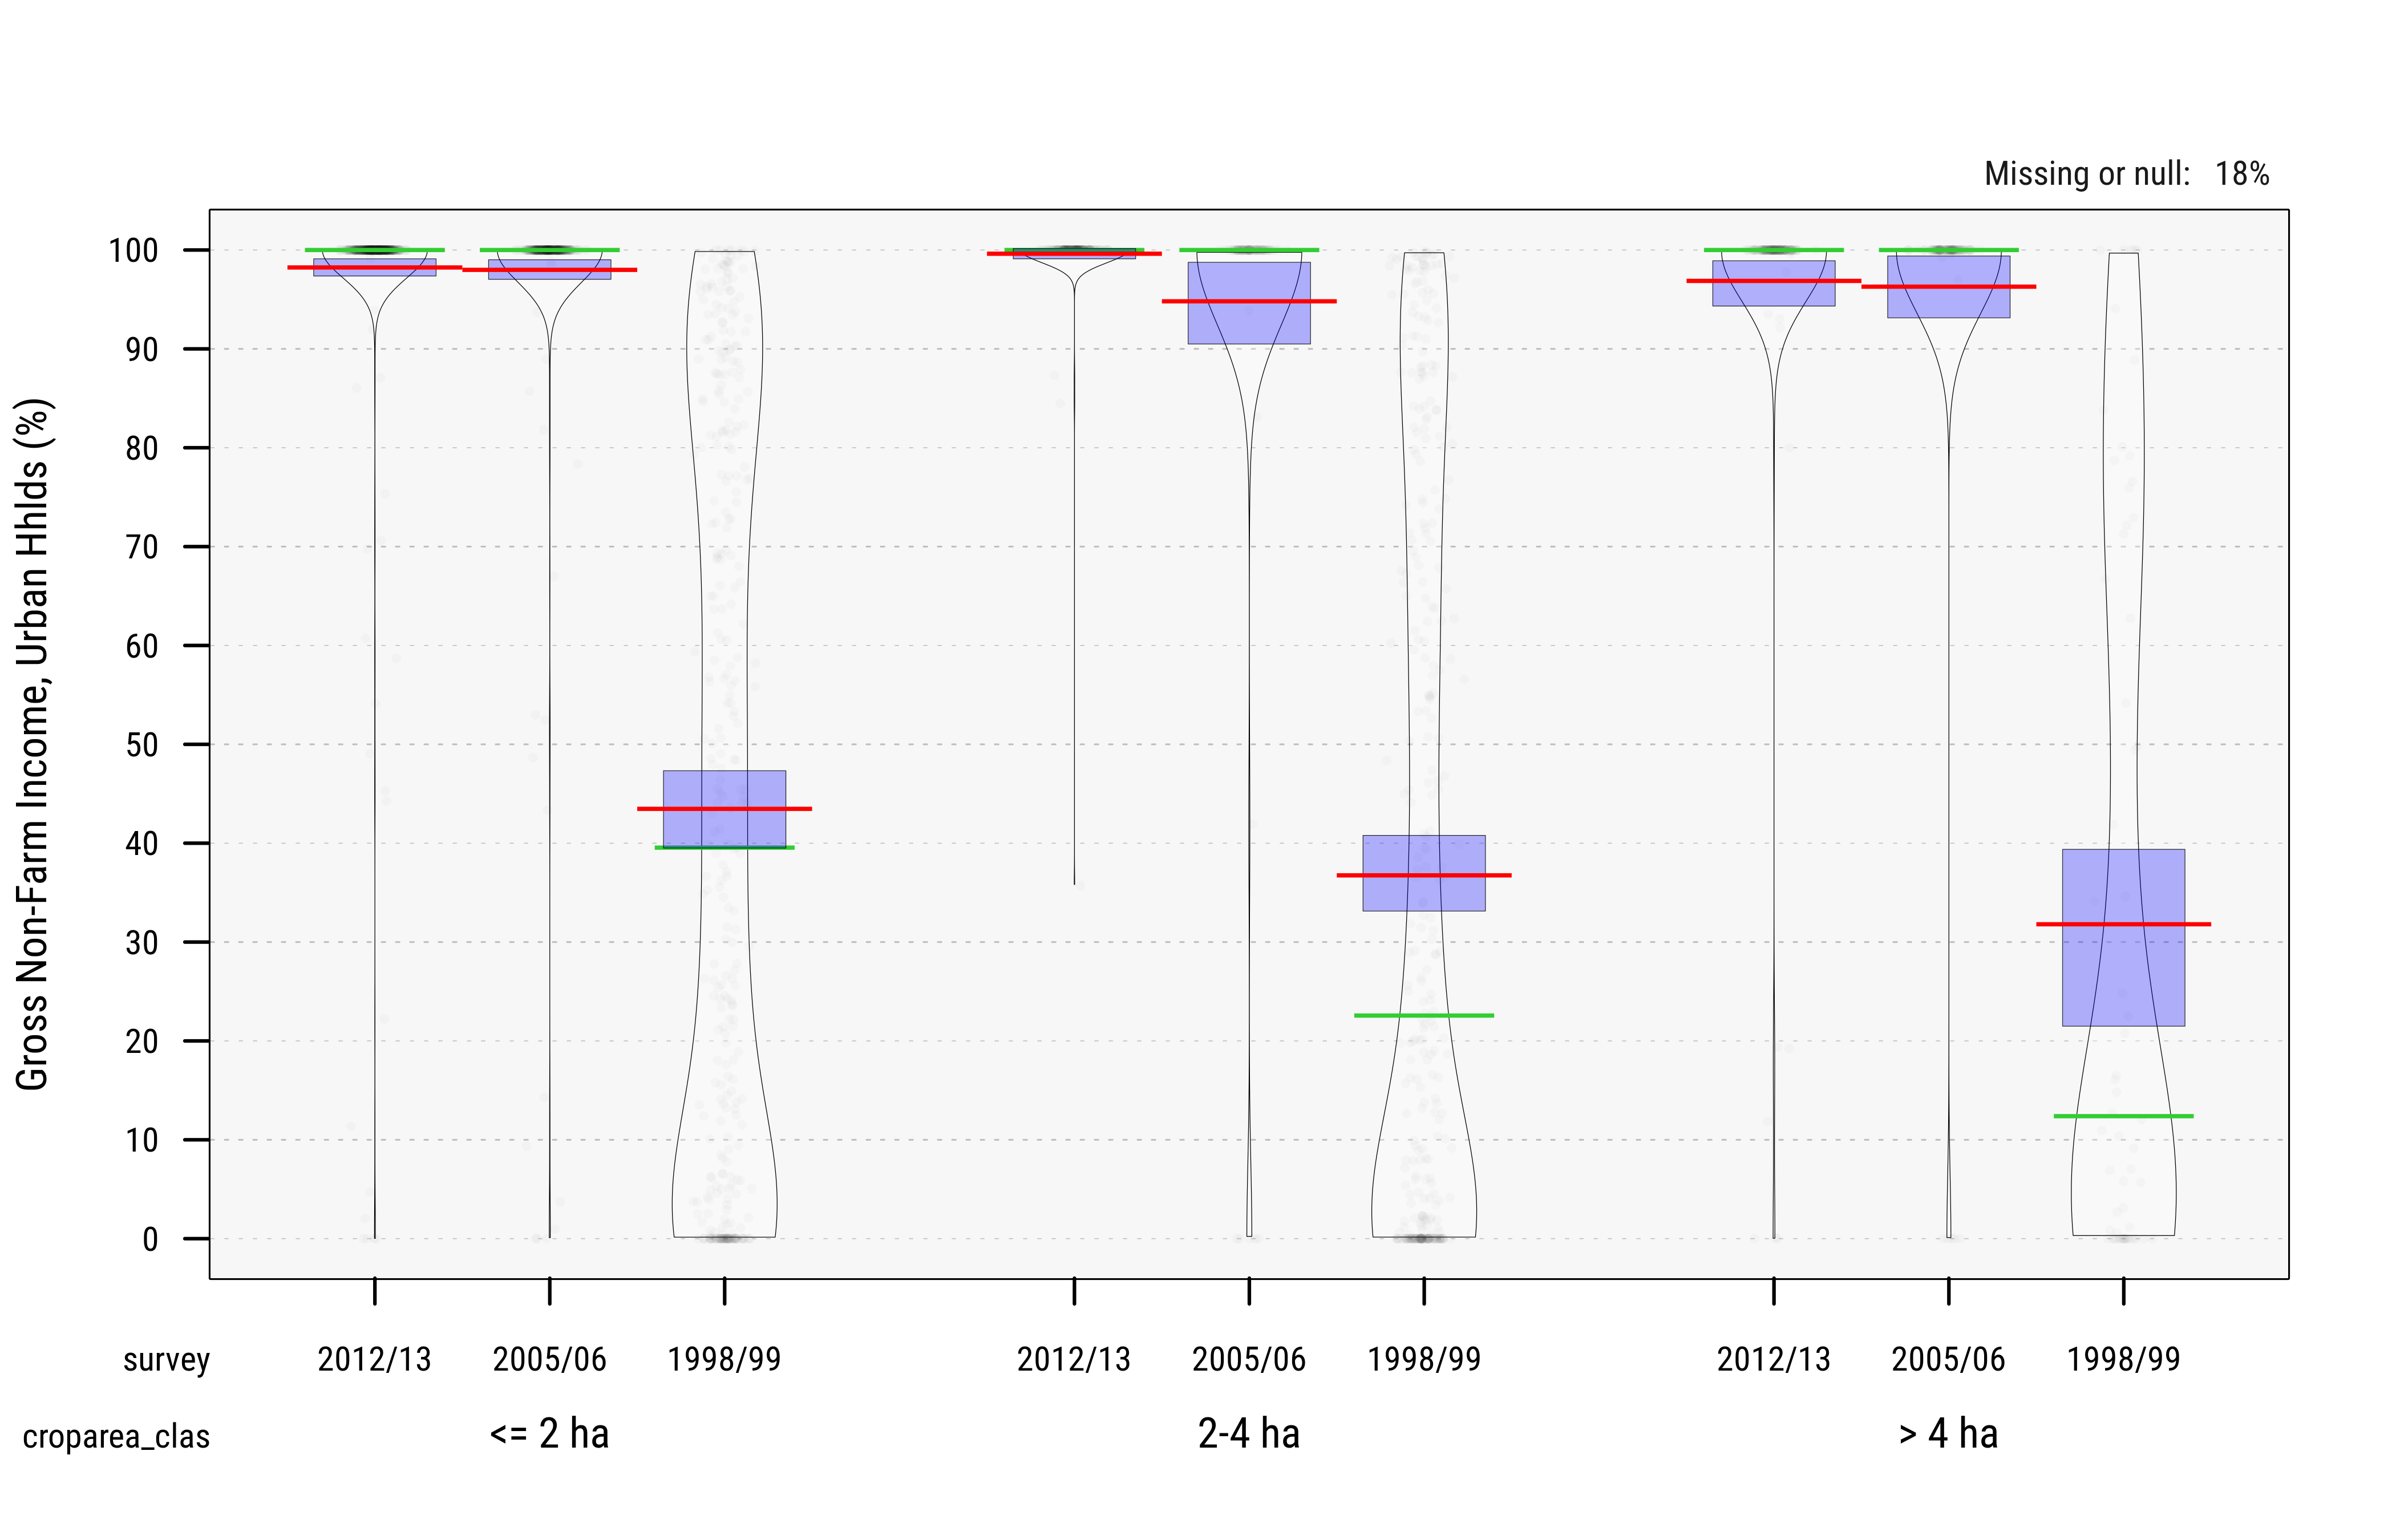 Missing or null: 18%
Gross Non-Farm Income, Urban Hhlds (%)
100
90
80
70
60
50
40
30
20
10
0
survey 2012/13 2005/06 1998/99 2012/13 2005/06 1998/99 2012/13 2005/06 1998/99
croparea_clas <= 2 ha 2-4 ha > 4 ha